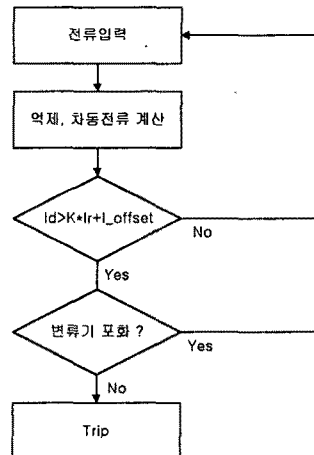 전류입력
억제, 차동전류 계산
Id>K*Ir+I_offset
No
Yes
변류기 포화 ?
Yes
No
Trip